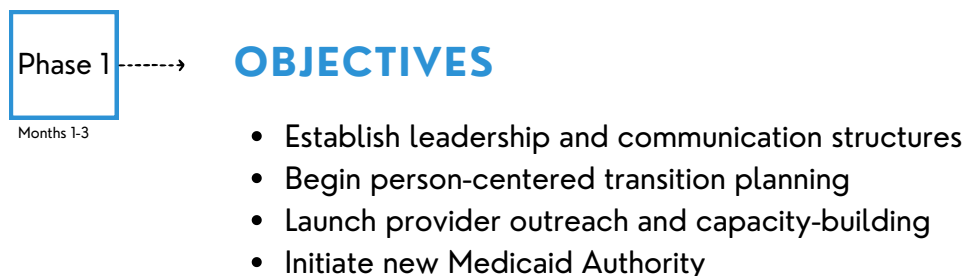 Phase 1
Months 1-3
OBJECTIVES
• Establish leadership and communication structures
• Begin person-centered transition planning
• Launch provider outreach and capacity-building
• Initiate new Medicaid Authority